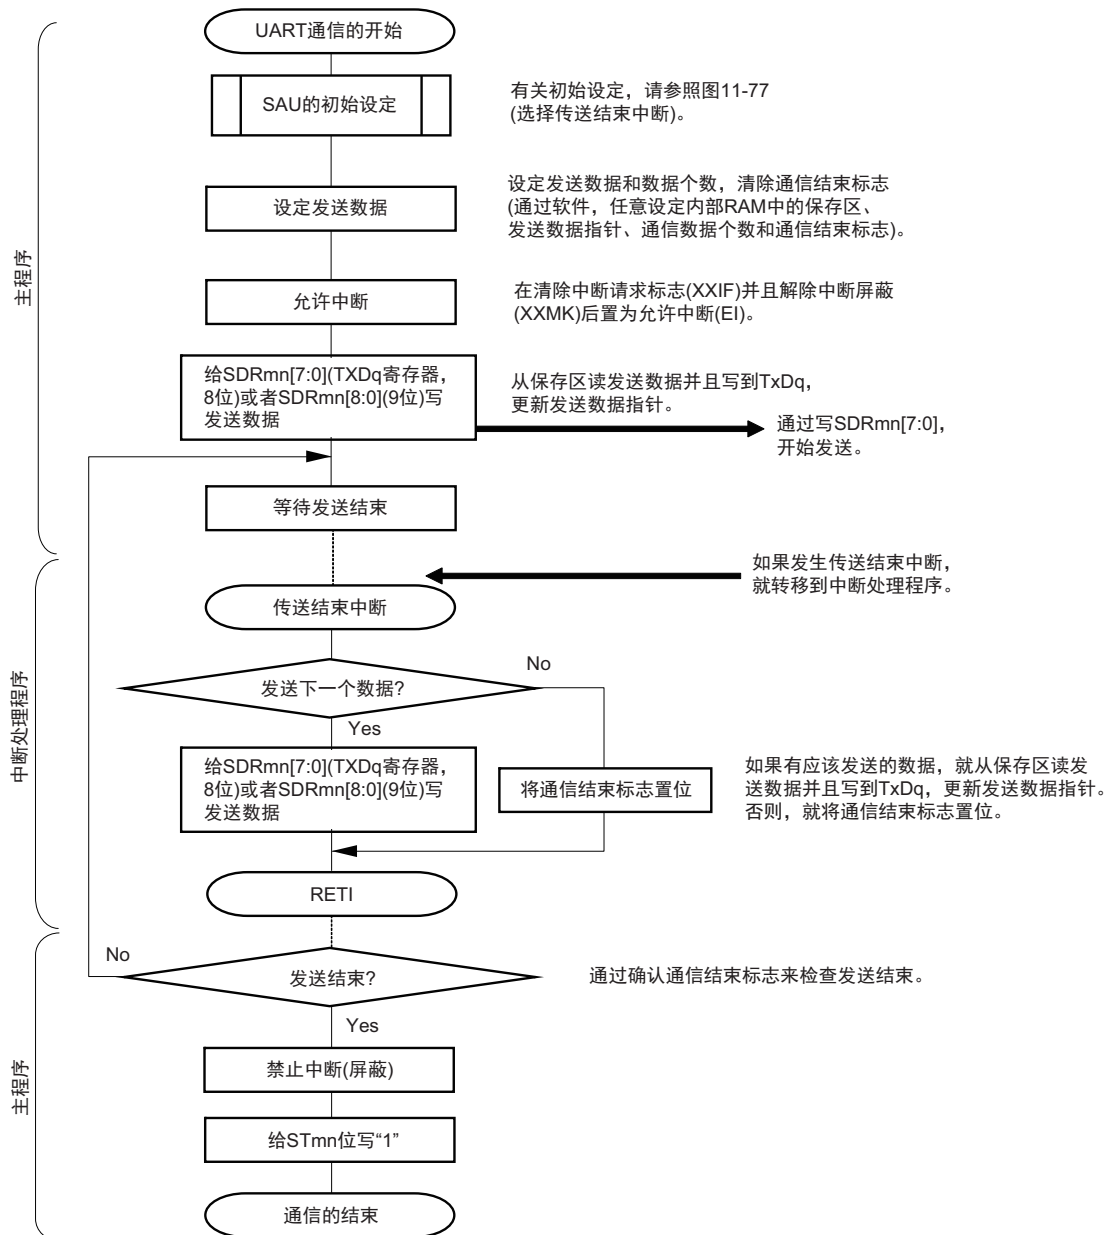 UART通信的开始
SAU的初始设定
有关初始设定，请参照图11-77
(选择传送结束中断)。
设定发送数据
设定发送数据和数据个数，清除通信结束标志
(通过软件，任意设定内部RAM中的保存区、
发送数据指针、通信数据个数和通信结束标志)。
主程序
允许中断
在清除中断请求标志(XXIF)并且解除中断屏蔽
(XXMK)后置为允许中断(EI)。
给SDRmn[7:0](TXDq寄存器，
8位)或者SDRmn[8:0](9位)写
发送数据
从保存区读发送数据并且写到TxDq，
更新发送数据指针。
通过写SDRmn[7:0]，
开始发送。
等待发送结束
如果发生传送结束中断，
就转移到中断处理程序。
传送结束中断
中断处理程序
发送下一个数据?
No
Yes
给SDRmn[7:0](TXDq寄存器，
8位)或者SDRmn[8:0](9位)写
发送数据
将通信结束标志置位
如果有应该发送的数据，就从保存区读发
送数据并且写到TxDq，更新发送数据指针。
否则，就将通信结束标志置位。
RETI
No
发送结束?
通过确认通信结束标志来检查发送结束。
Yes
主程序
禁止中断(屏蔽)
给STmn位写“1”
通信的结束